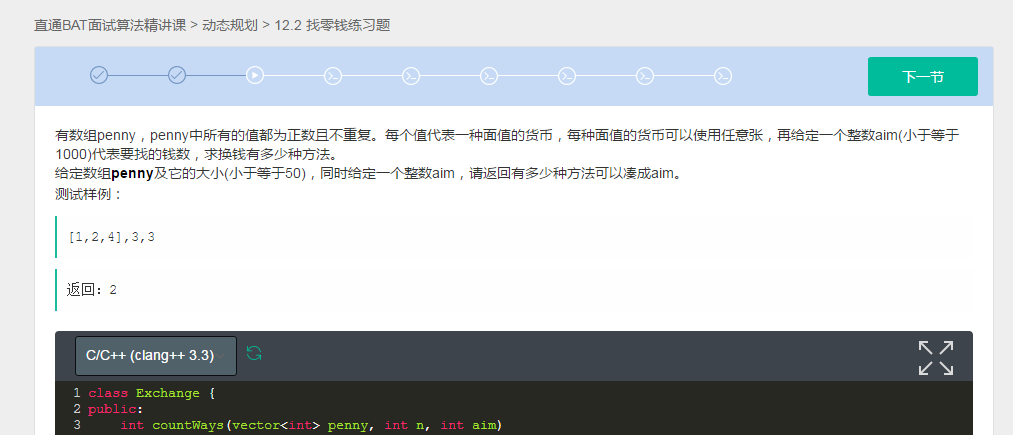 直通BAT面试算法精讲课 > 动态规划 > 12.2 找零钱练习题
下一节
有数组penny，penny中所有的值都为正数且不重复。每个值代表一种面值的货币，每种面值的货币可以使用任意张，再给定一个整数aim(小于等于
1000)代表要找的钱数，求换钱有多少种方法。
给定数组penny及它的大小(小于等于50)，同时给定一个整数aim，请返回有多少种方法可以凑成aim。
测试样例：
[1,2,4],3,3
返回：2
C/C++ (clang++ 3.3)
1 class Exchange {
2 public:
3     int countWays(vector<int> penny, int n, int aim)